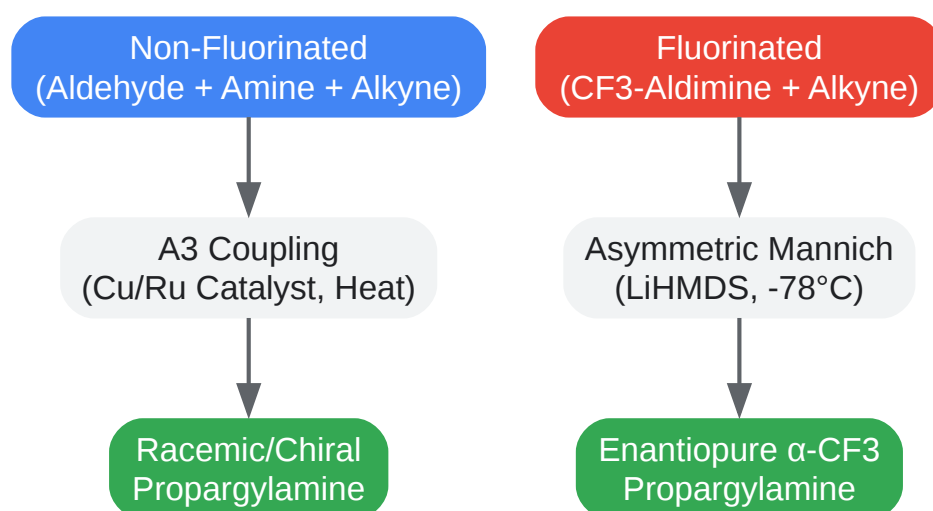 Non-Fluorinated
(Aldehyde + Amine + Alkyne)
Fluorinated
(CF3-Aldimine + Alkyne)
A3 Coupling
(Cu/Ru Catalyst, Heat)
Asymmetric Mannich
(LiHMDS, -78°C)
Racemic/Chiral
Propargylamine
Enantiopure α-CF3
Propargylamine